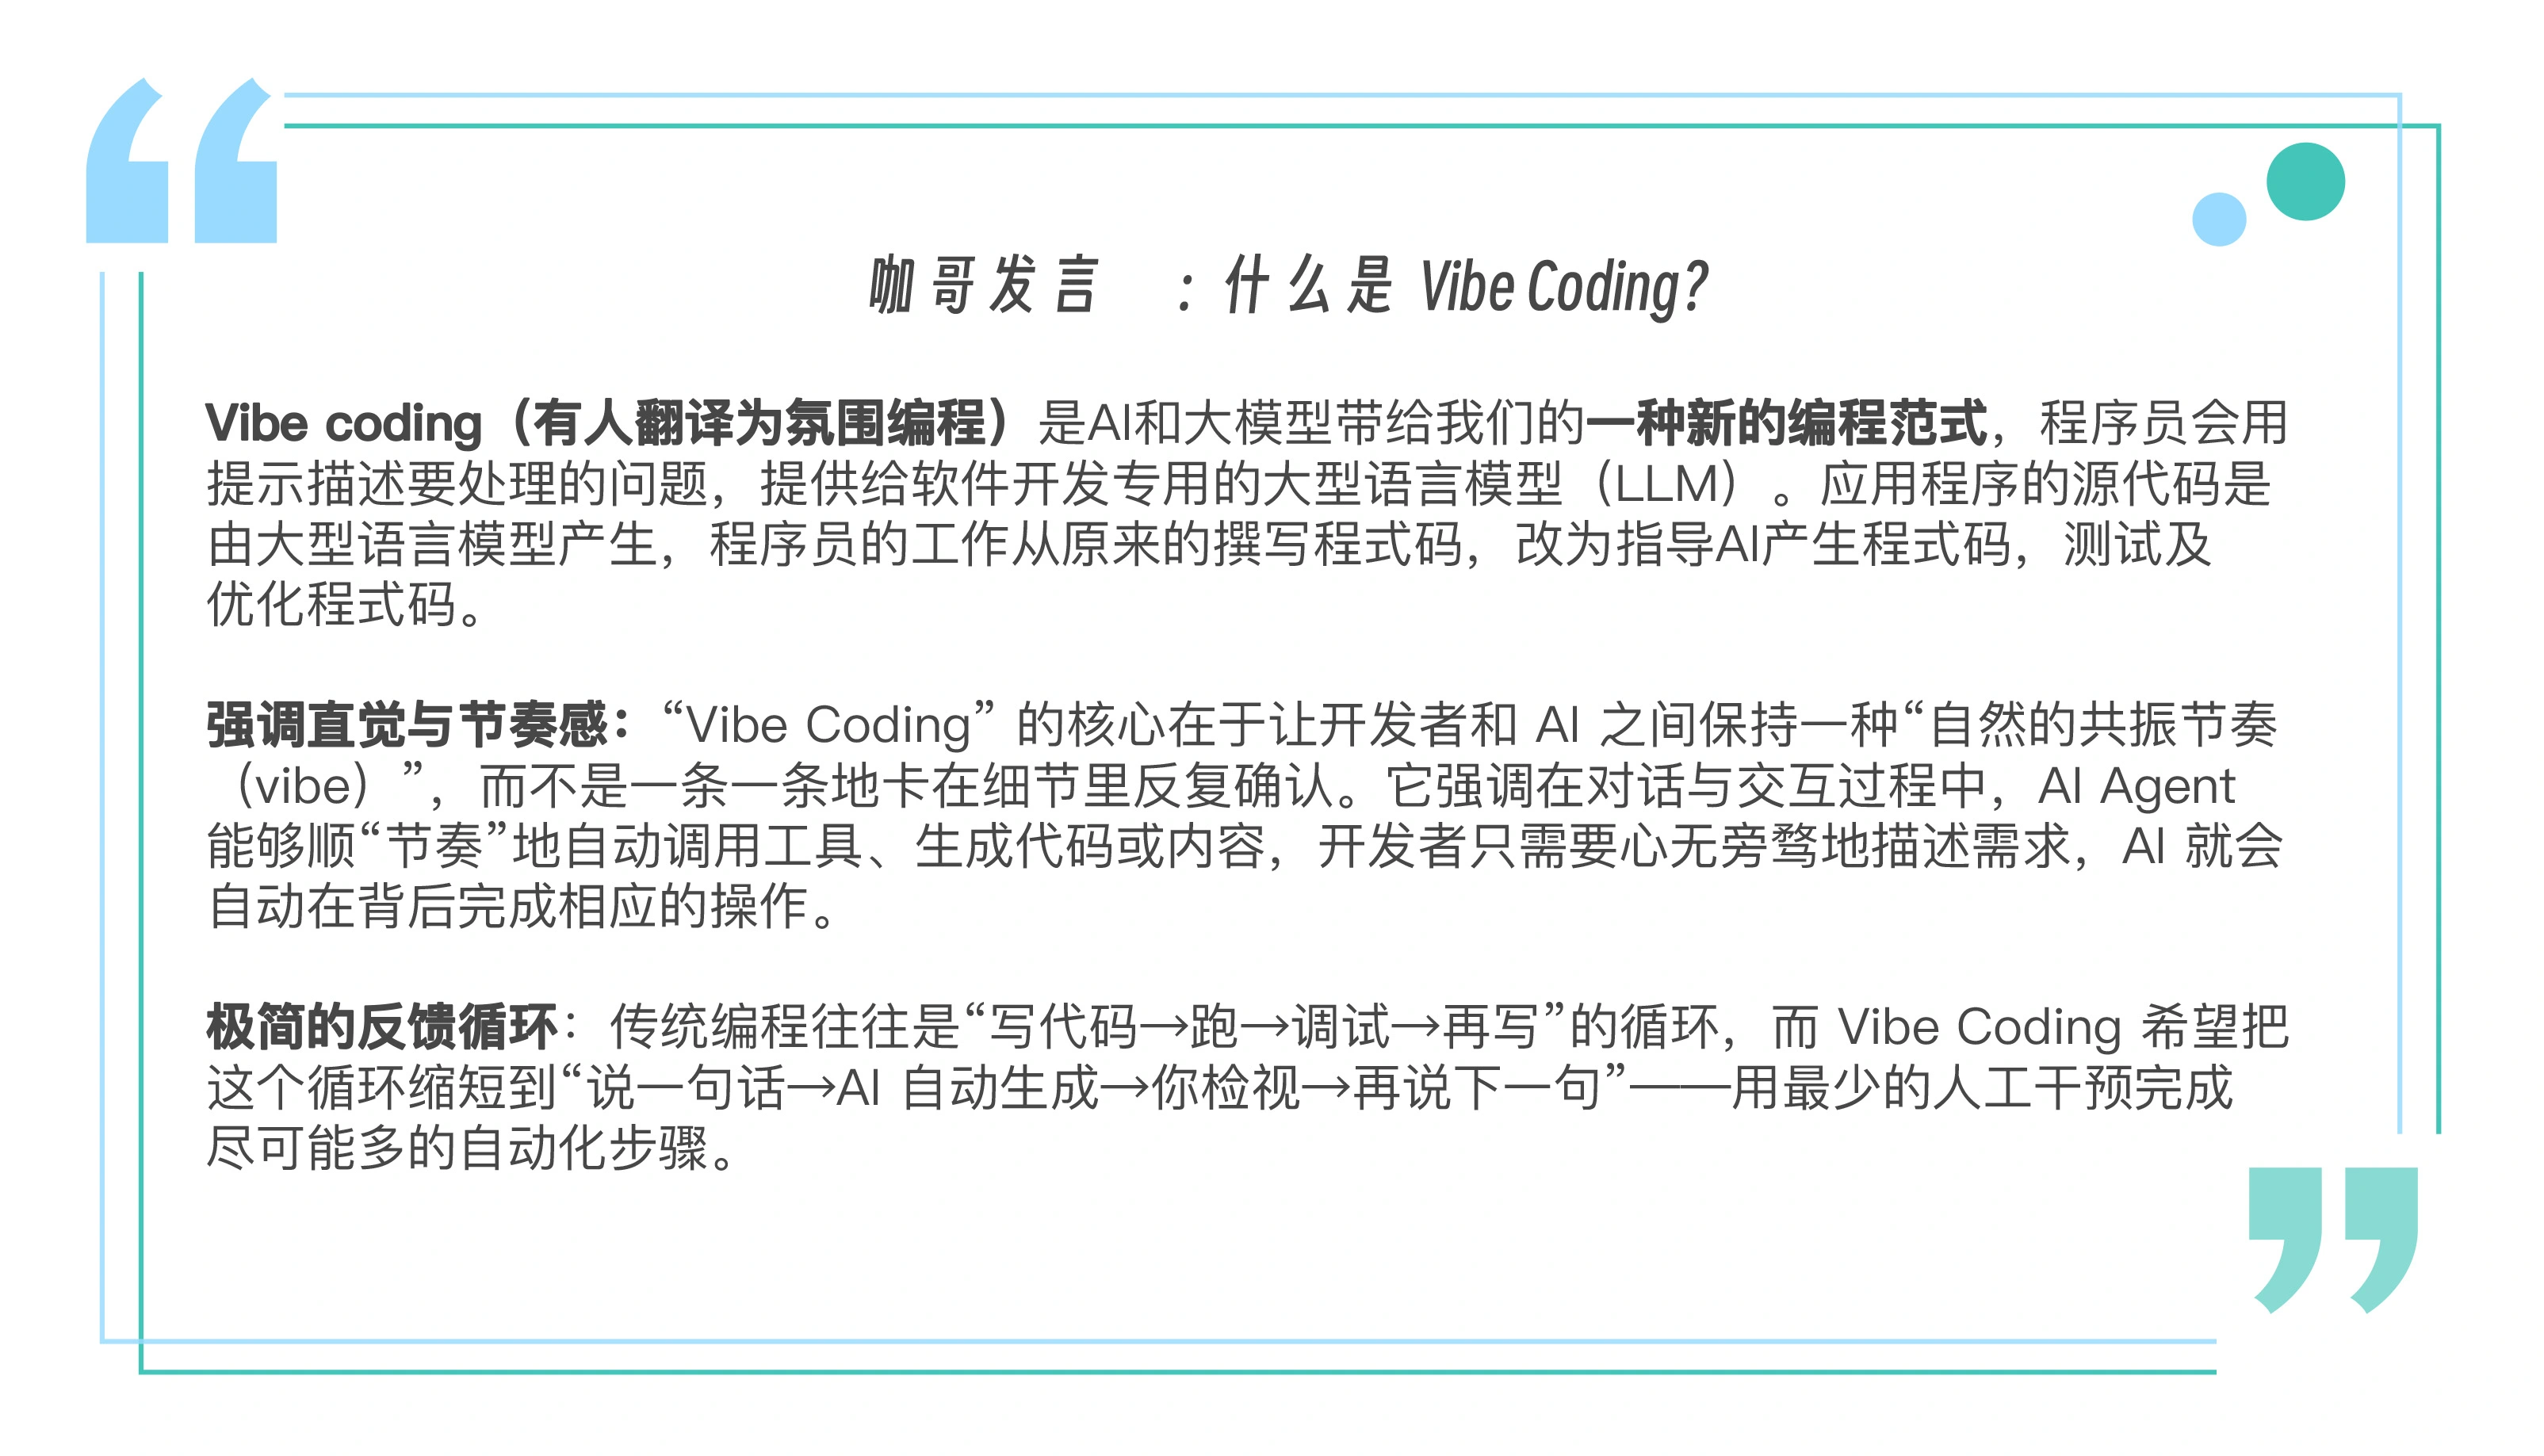 咖哥发言 ：什么是 Vibe Coding?
Vibe coding（有人翻译为氛围编程）是AI和大模型带给我们的一种新的编程范式，程序员会用
提示描述要处理的问题，提供给软件开发专用的大型语言模型（LLM）。应用程序的源代码是
由大型语言模型产生，程序员的工作从原来的撰写程式码，改为指导AI产生程式码，测试及
优化程式码。
强调直觉与节奏感：“Vibe Coding” 的核心在于让开发者和 AI 之间保持一种“自然的共振节奏
（vibe）”，而不是一条一条地卡在细节里反复确认。它强调在对话与交互过程中，AI Agent
能够顺“节奏”地自动调用工具、生成代码或内容，开发者只需要心无旁骛地描述需求，AI 就会
自动在背后完成相应的操作。
极简的反馈循环：传统编程往往是“写代码→跑→调试→再写”的循环，而 Vibe Coding 希望把
这个循环缩短到“说一句话→AI 自动生成→你检视→再说下一句”——用最少的人工干预完成
尽可能多的自动化步骤。